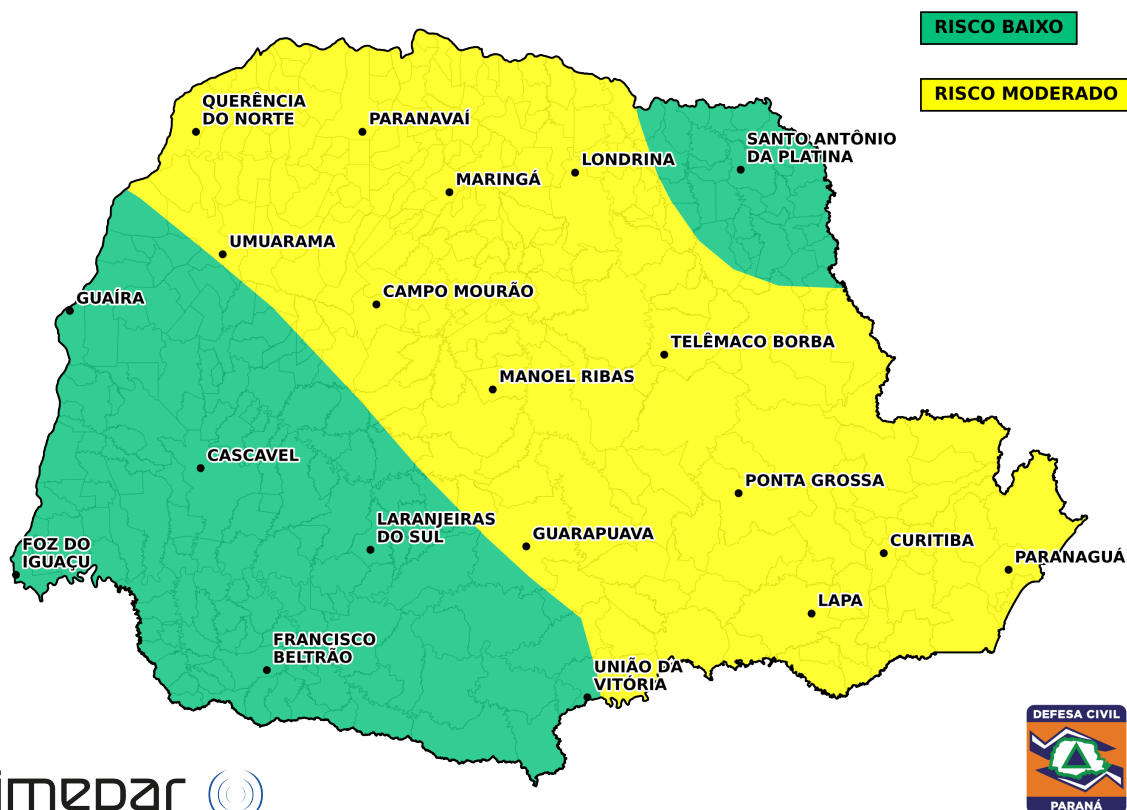 RISCO BAIXO
RISCO MODERADO
QUERÊNCIA
DO NORTE
PARANAVAÍ
SANTO ANTÔNIO
DA PLATINA
LONDRINA
MARINGÁ
UMUARAMA
CAMPO MOURÃO
GUAÍRA
TELÊMACO BORBA
MANOEL RIBAS
CASCAVEL
PONTA GROSSA
LARANJEIRAS
DO SUL
GUARAPUAVA
CURITIBA
FOZ DO
IGUAÇU
PARANAGUÁ
LAPA
FRANCISCO
BELTRÃO
UNIÃO DA
VITÓRIA
DEFESA CIVIL
PARANÁ
imepar